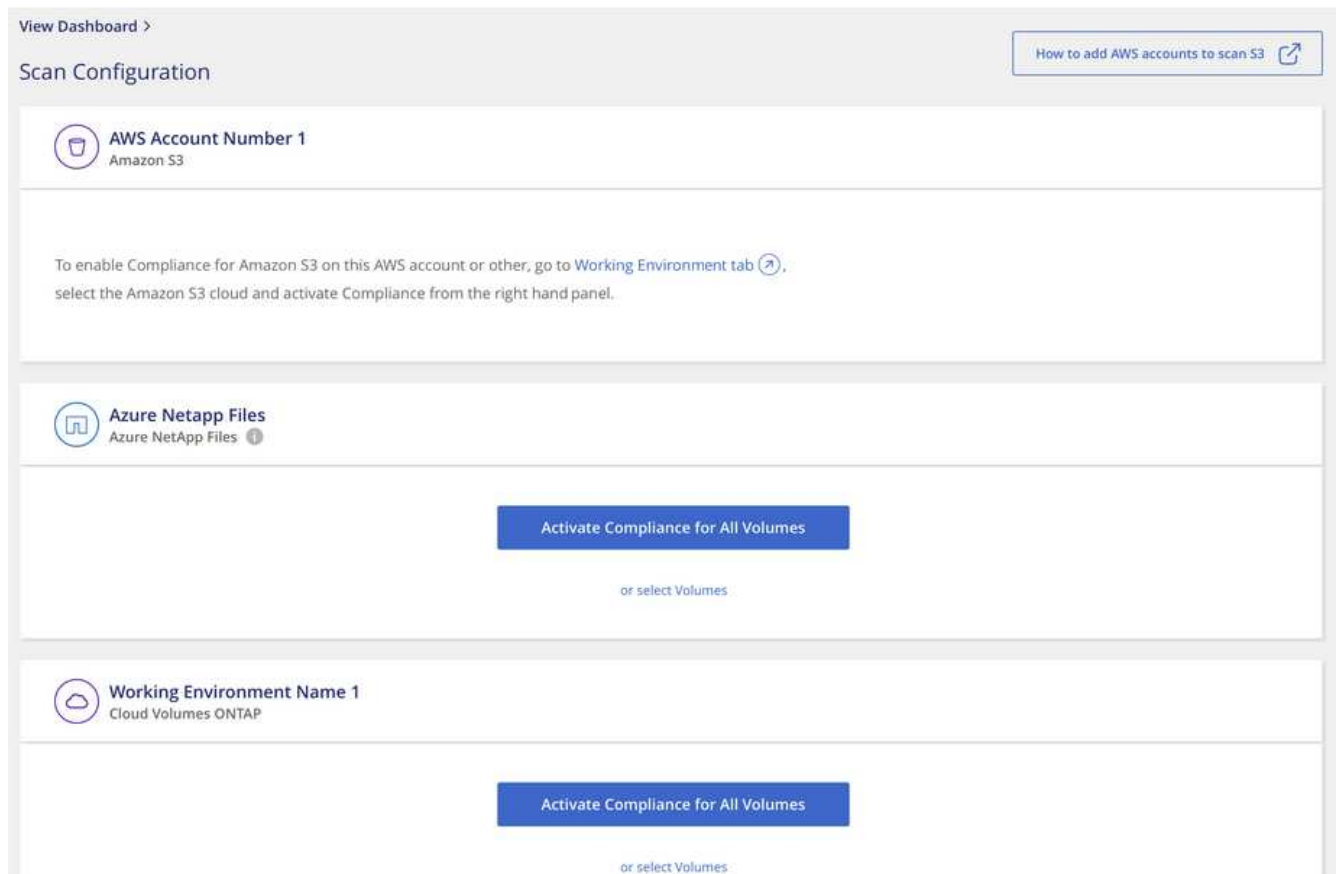 View Dashboard >
How to add AWS accounts to scan S3
Scan Configuration
AWS Account Number 1
Amazon S3
To enable Compliance for Amazon S3 on this AWS account or other, go to Working Environment tab ,
select the Amazon S3 cloud and activate Compliance from the right hand panel.
Azure Netapp Files
Azure NetApp Files i
Activate Compliance for All Volumes
or select Volumes
Working Environment Name 1
Cloud Volumes ONTAP
Activate Compliance for All Volumes
or select Volumes